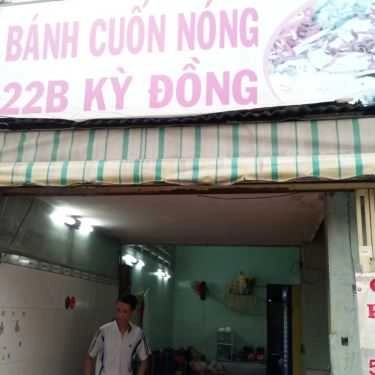 BÁNH CUỐN NÓNG
22B KỲ ĐỒNG